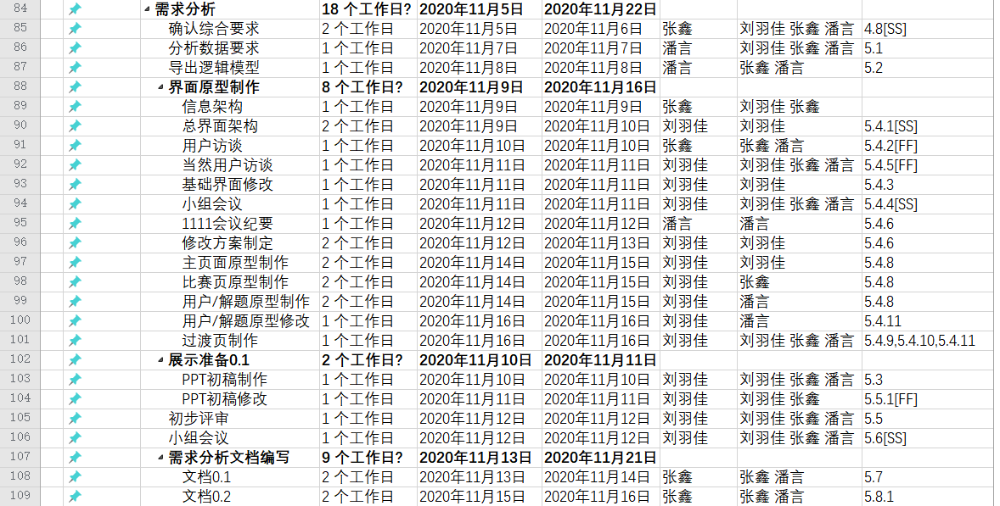 84 需求分析 18 个工作日? 2020年11月5日 2020年11月22日
85 确认综合要求 2 个工作日 2020年11月5日 2020年11月6日 张鑫 刘羽佳 张鑫 潘言 4.8[SS]
86 分析数据要求 1 个工作日 2020年11月7日 2020年11月7日 潘言 刘羽佳 张鑫 潘言 5.1
87 导出逻辑模型 1 个工作日 2020年11月8日 2020年11月8日 潘言 张鑫 潘言 5.2
88 界面原型制作 8 个工作日? 2020年11月9日 2020年11月16日
89 信息架构 1 个工作日 2020年11月9日 2020年11月9日 张鑫 刘羽佳 张鑫
90 总界面架构 2 个工作日 2020年11月9日 2020年11月10日 刘羽佳 刘羽佳 5.4.1[SS]
91 用户访谈 1 个工作日 2020年11月10日 2020年11月10日 张鑫 张鑫 潘言 5.4.2[FF]
92 当然用户访谈 1 个工作日 2020年11月11日 2020年11月11日 刘羽佳 刘羽佳 张鑫 潘言 5.4.5[FF]
93 基础界面修改 1 个工作日 2020年11月11日 2020年11月11日 刘羽佳 刘羽佳 5.4.3
94 小组会议 1 个工作日 2020年11月11日 2020年11月11日 刘羽佳 刘羽佳 张鑫 潘言 5.4.4[SS]
95 1111会议纪要 1 个工作日 2020年11月12日 2020年11月12日 潘言 潘言 5.4.6
96 修改方案制定 2 个工作日 2020年11月12日 2020年11月13日 刘羽佳 刘羽佳 5.4.6
97 主页面原型制作 2 个工作日 2020年11月14日 2020年11月15日 刘羽佳 刘羽佳 5.4.8
98 比赛页原型制作 2 个工作日 2020年11月14日 2020年11月15日 刘羽佳 张鑫 5.4.8
99 用户/解题原型制作 2 个工作日 2020年11月14日 2020年11月15日 刘羽佳 潘言 5.4.8
100 用户/解题原型修改 1 个工作日 2020年11月16日 2020年11月16日 刘羽佳 潘言 5.4.11
101 过渡页制作 1 个工作日 2020年11月16日 2020年11月16日 刘羽佳 刘羽佳 张鑫 潘言 5.4.9,5.4.10,5.4.11
102 展示准备0.1 2 个工作日? 2020年11月10日 2020年11月11日
103 PPT初稿制作 1 个工作日 2020年11月10日 2020年11月10日 刘羽佳 刘羽佳 张鑫 潘言 5.3
104 PPT初稿修改 1 个工作日 2020年11月11日 2020年11月11日 刘羽佳 刘羽佳 张鑫 5.5.1[FF]
105 初步评审 1 个工作日 2020年11月12日 2020年11月12日 刘羽佳 刘羽佳 张鑫 潘言 5.5
106 小组会议 1 个工作日 2020年11月12日 2020年11月12日 刘羽佳 刘羽佳 张鑫 潘言 5.6[SS]
107 需求分析文档编写 9 个工作日? 2020年11月13日 2020年11月21日
108 文档0.1 2 个工作日 2020年11月13日 2020年11月14日 张鑫 张鑫 潘言 5.7
109 文档0.2 2 个工作日 2020年11月15日 2020年11月16日 张鑫 张鑫 潘言 5.8.1